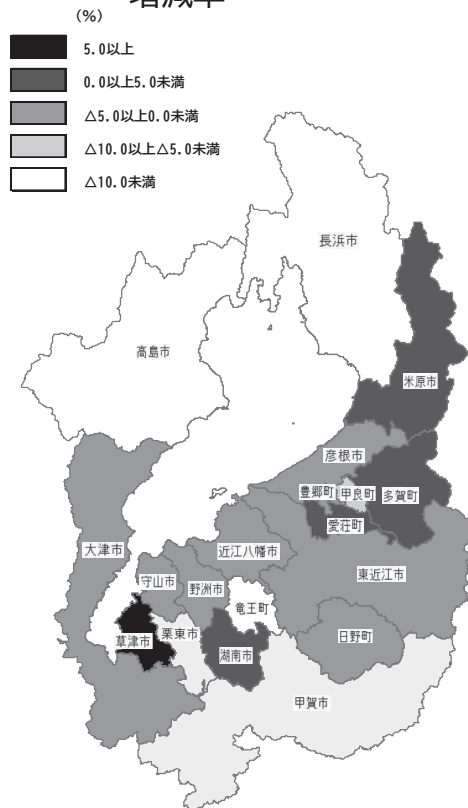 増減率
(%)
5.0以上
0.0以上5.0未満
△5.0以上0.0未満
△10.0以上△5.0未満
△10.0未満
長浜市
高島市
米原市
彦根市
豊郷町
甲良町
多賀町
愛荘町
大津市
近江八幡市
東近江市
守山市
野洲市
竜王町
日野町
草津市
栗東市
湖南市
甲賀市